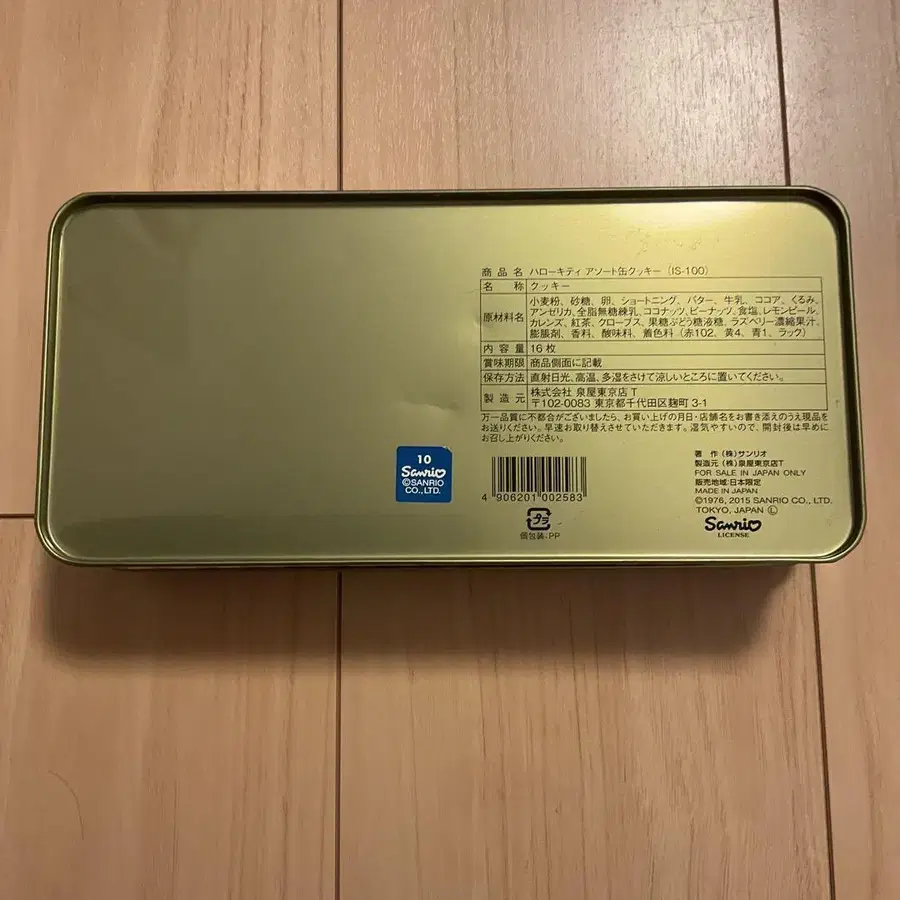 商品名 ハローキティ アソート缶クッキー (IS-100)
名称 クッキー
原材料名 小麦粉、砂糖、卵、ショートニング、バター、牛乳、ココア、くるみ、
アンゼリカ、全脂無糖練乳、ココナッツ、ピーナッツ、食塩、レモンピール、
カレンズ、紅茶、クローブス、果糖ぶどう糖液糖、ラズベリー濃縮果汁、
膨脹剤、香料、酸味料、着色料 (赤102、黄4、青1、ラック)
内容量 16枚
賞味期限 商品側面に記載
保存方法 直射日光、高温、多湿をさけて涼しいところに置いてください。
製造元 株式会社 泉屋東京店 T
〒102-0083 東京都千代田区麹町 3-1
万一品質に不都合がございましたら、お買い上げの月日・店舗名をお書き添えのうえ現品を
お送りください。早速お取り替えさせていただきます。湿気やすいので、開封後は早めに
お召し上がりください。
10
Sanrio
©SANRIO
CO., LTD.
4 906201 002583
プラ
個包装:PP
著 作 (株)サンリオ
製造元 (株)泉屋東京店T
FOR SALE IN JAPAN ONLY
販売地域:日本限定
MADE IN JAPAN
©1976, 2015 SANRIO CO., LTD.
TOKYO, JAPAN Ⓛ
Sanrio
LICENSE